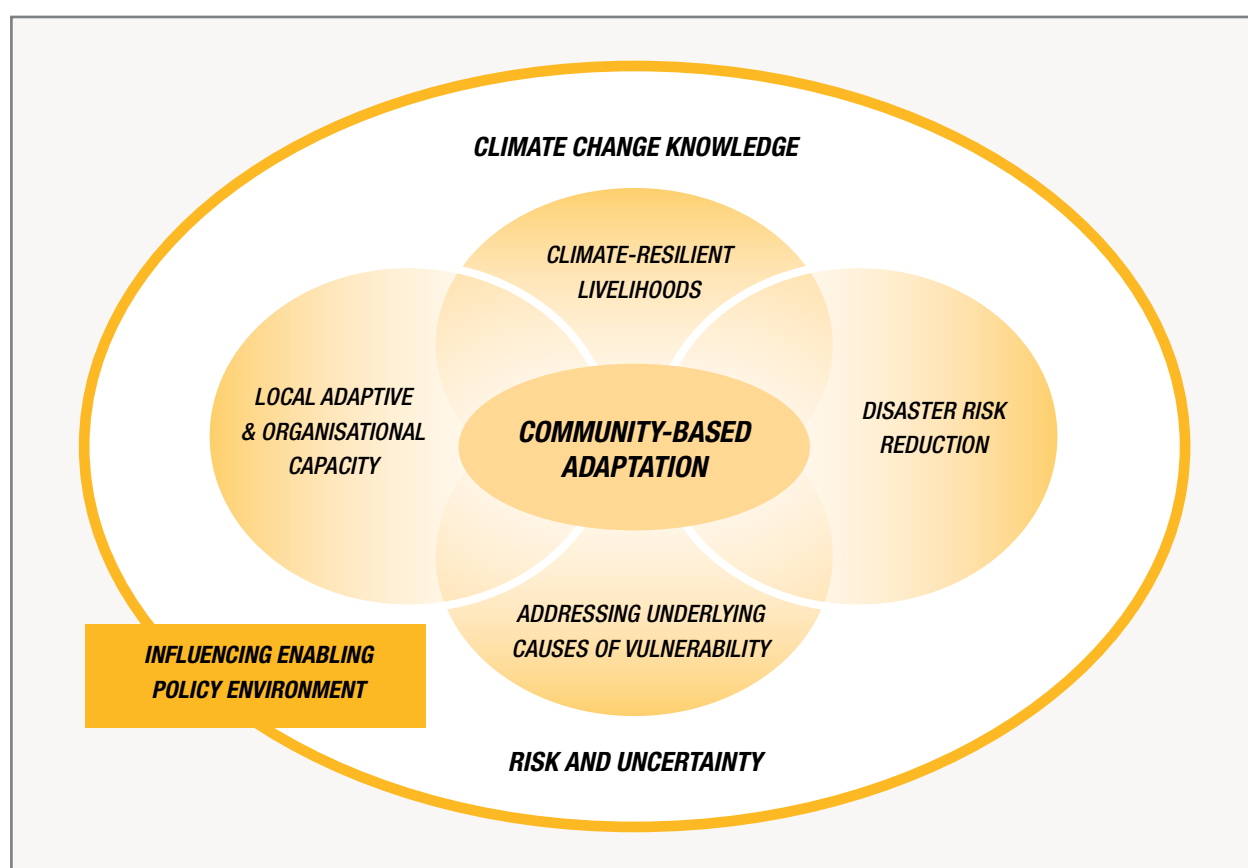 CLIMATE CHANGE KNOWLEDGE
CLIMATE-RESILIENT
LIVELIHOODS
LOCAL ADAPTIVE
& ORGANISATIONAL
CAPACITY
COMMUNITY-BASED
ADAPTATION
DISASTER RISK
REDUCTION
ADDRESSING UNDERLYING
CAUSES OF VULNERABILITY
INFLUENCING ENABLING
POLICY ENVIRONMENT
RISK AND UNCERTAINTY